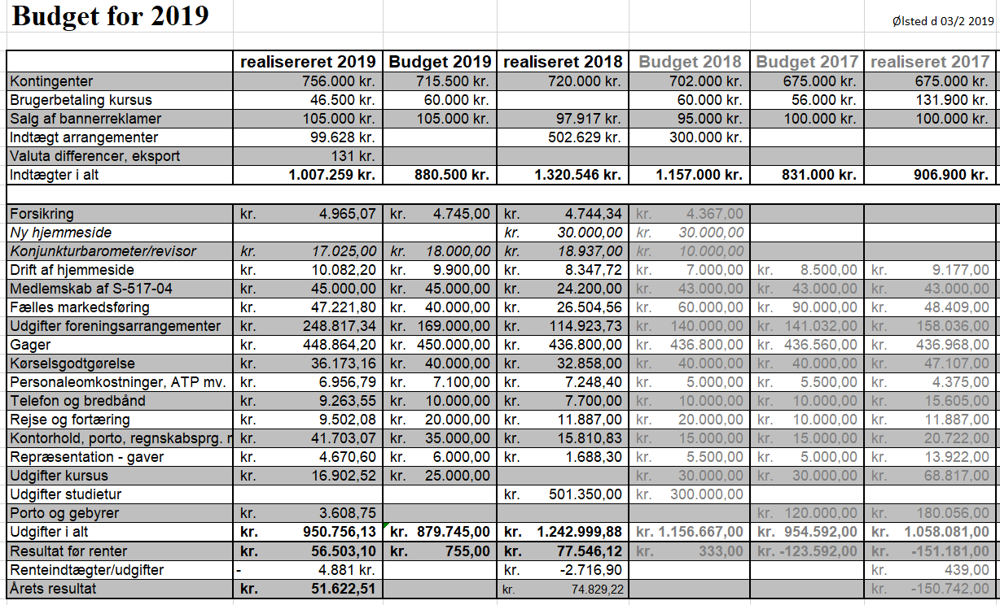 Budget for 2019
Ølsted d 03/2 2019
realisereret 2019 Budget 2019 realiseret 2018 Budget 2018 Budget 2017 realiseret 2017
Kontingenter 756.000 kr. 715.500 kr. 720.000 kr. 702.000 kr. 675.000 kr. 675.000 kr.
Brugerbetaling kursus 46.500 kr. 60.000 kr. 60.000 kr. 56.000 kr. 131.900 kr.
Salg af bannerreklamer 105.000 kr. 105.000 kr. 97.917 kr. 95.000 kr. 100.000 kr. 100.000 kr.
Indtægt arrangementer 99.628 kr. 502.629 kr. 300.000 kr.
Valuta differencer, eksport 131 kr.
Indtægter i alt 1.007.259 kr. 880.500 kr. 1.320.546 kr. 1.157.000 kr. 831.000 kr. 906.900 kr.
Forsikring kr. 4.965,07 kr. 4.745,00 kr. 4.744,34 kr. 4.367,00
Ny hjemmeside kr. 30.000,00 kr. 30.000,00
Konjunkturbarometer/revisor kr. 17.025,00 kr. 18.000,00 kr. 18.937,00 kr. 10.000,00
Drift af hjemmeside kr. 10.082,20 kr. 9.900,00 kr. 8.347,72 kr. 7.000,00 kr. 8.500,00 kr. 9.177,00
Medlemskab af S-517-04 kr. 45.000,00 kr. 45.000,00 kr. 24.200,00 kr. 43.000,00 kr. 43.000,00 kr. 43.000,00
Fælles markedsføring kr. 47.221,80 kr. 40.000,00 kr. 26.504,56 kr. 60.000,00 kr. 90.000,00 kr. 48.409,00
Udgifter foreningsarrangementer kr. 248.817,34 kr. 169.000,00 kr. 114.923,73 kr. 140.000,00 kr. 141.032,00 kr. 158.036,00
Gager kr. 448.864,20 kr. 450.000,00 kr. 436.800,00 kr. 436.800,00 kr. 436.560,00 kr. 436.968,00
Kørselsgodtgørelse kr. 36.173,16 kr. 40.000,00 kr. 32.858,00 kr. 40.000,00 kr. 40.000,00 kr. 47.107,00
Personaleomkostninger, ATP mv. kr. 6.956,79 kr. 7.100,00 kr. 7.248,40 kr. 5.000,00 kr. 5.500,00 kr. 4.375,00
Telefon og bredbånd kr. 9.263,55 kr. 10.000,00 kr. 7.700,00 kr. 10.000,00 kr. 10.000,00 kr. 15.605,00
Rejse og fortæring kr. 9.502,08 kr. 20.000,00 kr. 11.887,00 kr. 20.000,00 kr. 10.000,00 kr. 11.887,00
Kontorhold, porto, regnskabsprg. kr. 41.703,07 kr. 35.000,00 kr. 15.810,83 kr. 15.000,00 kr. 15.000,00 kr. 20.722,00
Repræsentation - gaver kr. 4.670,60 kr. 6.000,00 kr. 1.688,30 kr. 5.500,00 kr. 5.000,00 kr. 13.922,00
Udgifter kursus kr. 16.902,52 kr. 25.000,00 kr. 30.000,00 kr. 30.000,00 kr. 68.817,00
Udgifter studietur kr. 501.350,00 kr. 300.000,00
Porto og gebyrer kr. 3.608,75 kr. 120.000,00 kr. 180.056,00
Udgifter i alt kr. 950.756,13 kr. 879.745,00 kr. 1.242.999,88 kr. 1.156.667,00 kr. 954.592,00 kr. 1.058.081,00
Resultat før renter kr. 56.503,10 kr. 755,00 kr. 77.546,12 kr. 333,00 kr. -123.592,00 kr. -151.181,00
Renteindtægter/udgifter - 4.881 kr. kr. -2.716,90 kr. 439,00
Årets resultat kr. 51.622,51 kr. 74.829,22 kr. -150.742,00